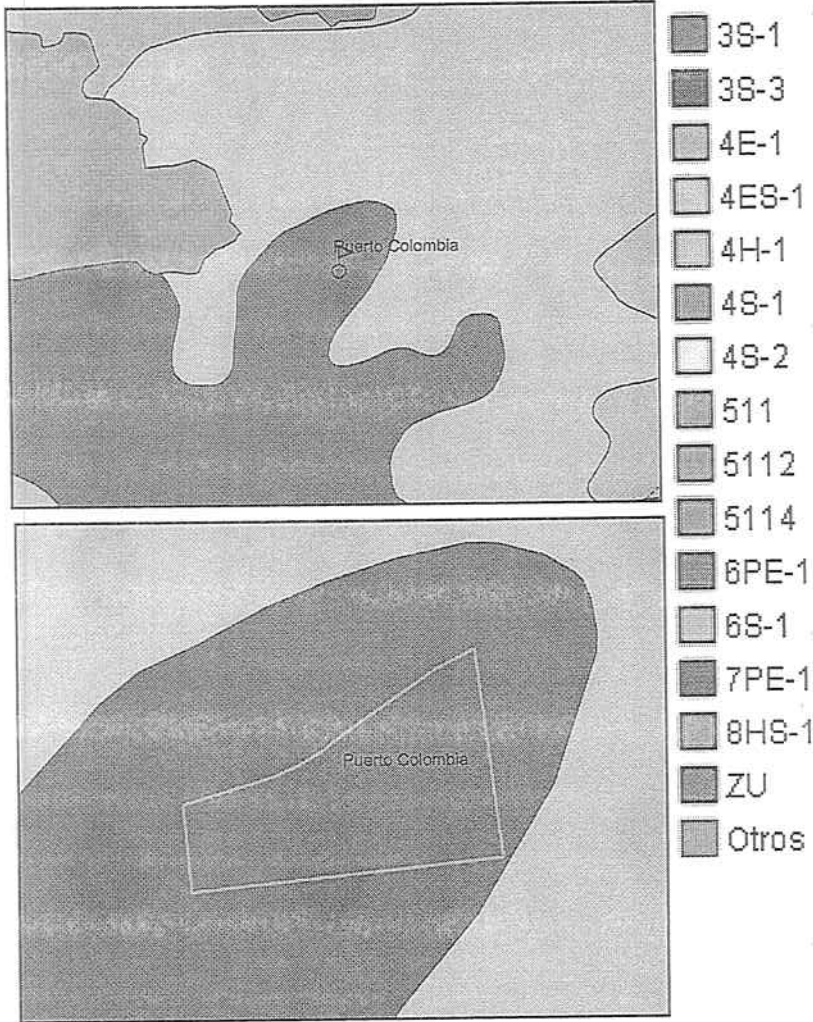 Puerto Colombia
Puerto Colombia
3S-1
3S-3
4E-1
4ES-1
4H-1
4S-1
4S-2
511
5112
5114
6PE-1
6S-1
7PE-1
8HS-1
ZU
Otros